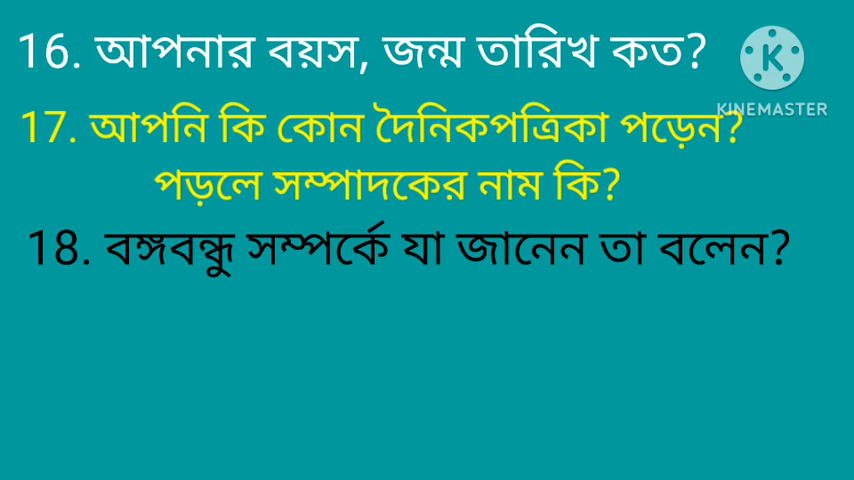 16. আপনার বয়স, জন্ম তারিখ কত?
KINEMASTER
17. আপনি কি কোন দৈনিকপত্রিকা পড়েন?
পড়লে সম্পাদকের নাম কি?
18. বঙ্গবন্ধু সম্পর্কে যা জানেন তা বলেন?